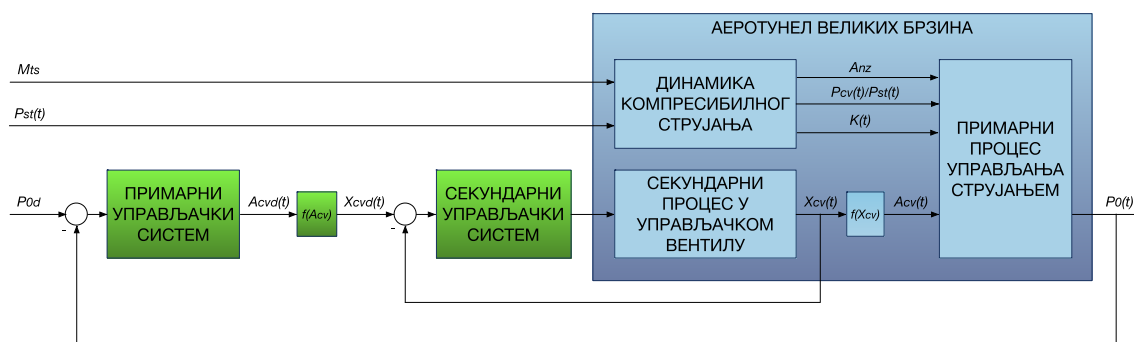 АЕРОТУНЕЛ ВЕЛИКИХ БРЗИНА
Mts
Pst(t)
ДИНАМИКА
КОМПРЕСИБИЛНОГ
СТРУЈАЊА
Anz
Pcv(t)/Pst(t)
K(t)
ПРИМАРНИ
ПРОЦЕС
УПРАВЉАЊА
СТРУЈАЊЕМ
P0d
-
ПРИМАРНИ
УПРАВЉАЧКИ
СИСТЕМ
Acvd(t)
f(Acv)
Xcvd(t)
-
СЕКУНДАРНИ
УПРАВЉАЧКИ
СИСТЕМ
СЕКУНДАРНИ
ПРОЦЕС У
УПРАВЉАЧКОМ
ВЕНТИЛУ
Xcv(t)
f(Xcv)
Acv(t)
P0(t)